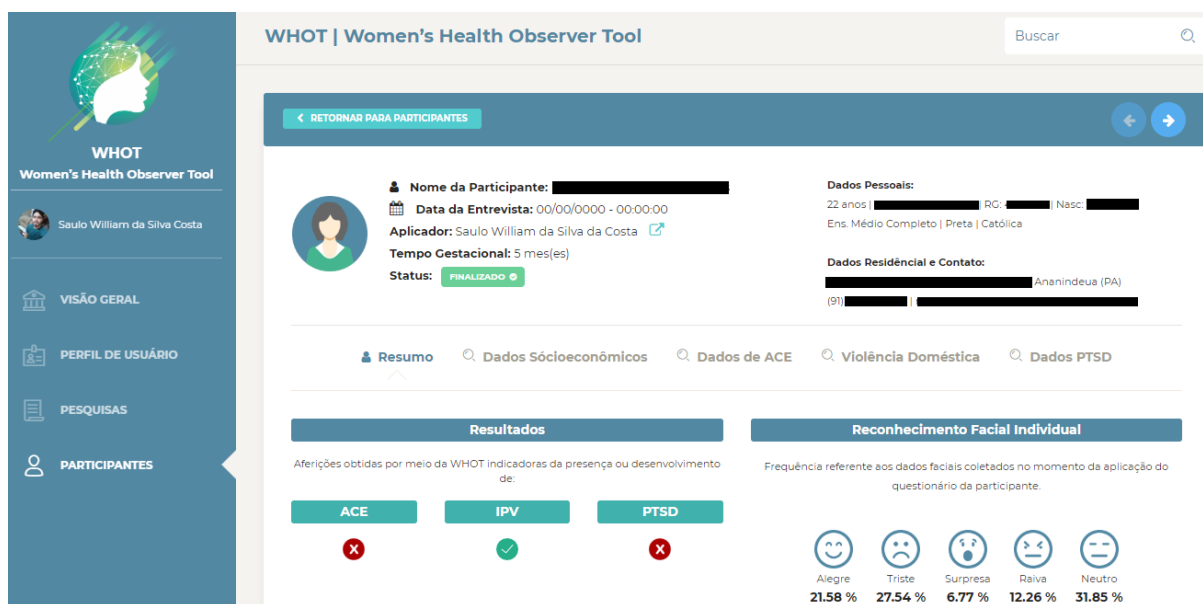 WHOT
Women's Health Observer Tool
Saulo William da Silva Costa
VISÃO GERAL
PERFIL DE USUÁRIO
PESQUISAS
PARTICIPANTES
WHOT | Women's Health Observer Tool
Buscar
RETORNAR PARA PARTICIPANTES
Nome da Participante:
Data da Entrevista: 00/00/0000 - 00:00:00
Aplicador: Saulo William da Silva da Costa
Tempo Gestacional: 5 mes(es)
Status: FINALIZADO
Dados Pessoais:
22 anos | | RG: | Nasc:
Ens. Médio Completo | Preta | Católica
Dados Residêncial e Contato:
Ananindeua (PA)
(91) |
Resumo Dados Sócioeconômicos Dados de ACE Violência Doméstica Dados PTSD
Resultados
Aferições obtidas por meio da WHOT indicadoras da presença ou desenvolvimento
de:
ACE IPV PTSD
Reconhecimento Facial Individual
Frequência referente aos dados faciais coletados no momento da aplicação do
questionário da participante.
Alegre Triste Surpresa Raiva Neutro
21.58 % 27.54 % 6.77 % 12.26 % 31.85 %